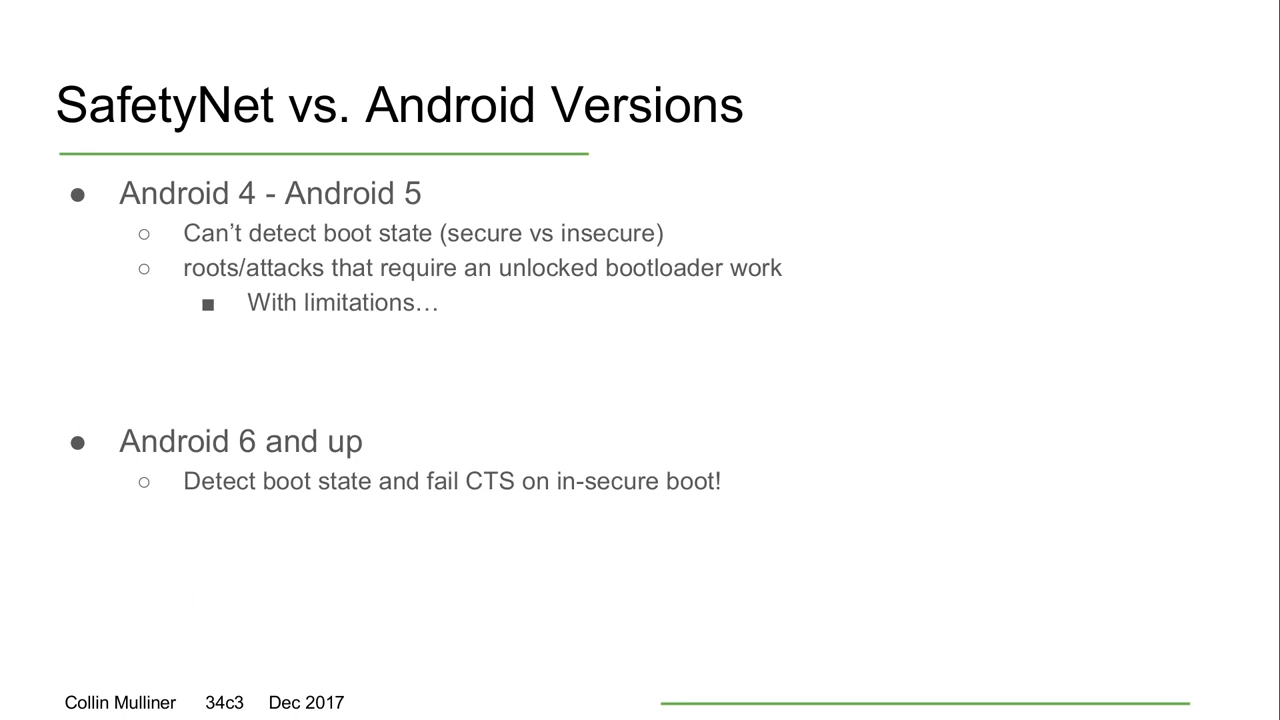 SafetyNet vs. Android Versions
● Android 4 - Android 5
○ Can’t detect boot state (secure vs insecure)
○ roots/attacks that require an unlocked bootloader work
■ With limitations…
● Android 6 and up
○ Detect boot state and fail CTS on in-secure boot!
Collin Mulliner 34c3 Dec 2017